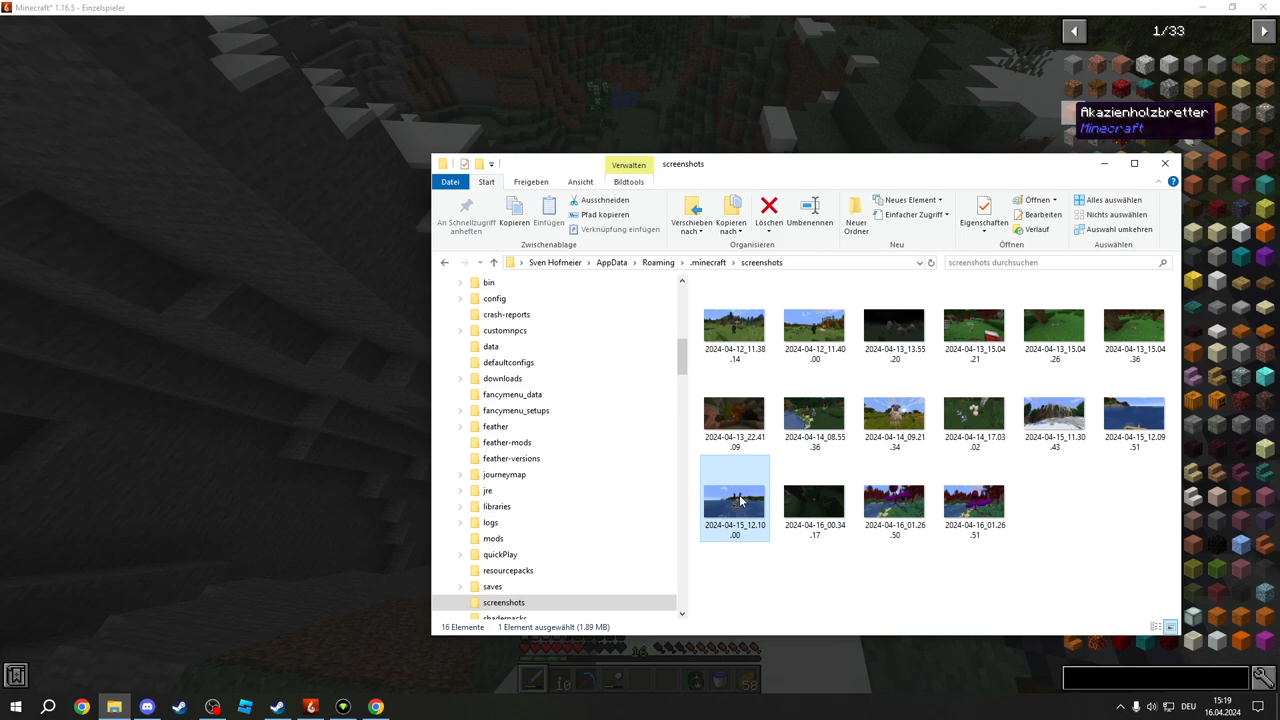 Minecraft* 1.16.5 - Einzelspieler
1/33
Akazienholzbretter
Minecraft
Verwalten
screenshots
Datei
Start
Freigeben
Ansicht
Bildtools
An Schnellzugriff anheften
Kopieren
Einfügen
Ausschneiden
Pfad kopieren
Verknüpfung einfügen
Zwischenablage
Verschieben nach
Kopieren nach
Löschen
Umbenennen
Organisieren
Neuer Ordner
Neues Element
Einfacher Zugriff
Neu
Eigenschaften
Öffnen
Bearbeiten
Verlauf
Öffnen
Alles auswählen
Nichts auswählen
Auswahl umkehren
Auswählen
Sven Hofmeier > AppData > Roaming > .minecraft > screenshots
screenshots durchsuchen
bin
config
crash-reports
customnpcs
data
defaultconfigs
downloads
fancymenu_data
fancymenu_setups
feather
feather-mods
feather-versions
journeymap
jre
libraries
logs
mods
quickPlay
resourcepacks
saves
screenshots
shaderpacks
2024-04-12_11.38.14
2024-04-12_11.40.00
2024-04-13_13.55.20
2024-04-13_15.04.21
2024-04-13_15.04.26
2024-04-13_15.04.36
2024-04-13_22.41.09
2024-04-14_08.55.36
2024-04-14_09.21.34
2024-04-14_17.03.02
2024-04-15_11.30.43
2024-04-15_12.09.51
2024-04-15_12.10.00
2024-04-16_00.34.17
2024-04-16_01.26.50
2024-04-16_01.26.51
16 Elemente
1 Element ausgewählt (1.89 MB)
16
10
58
DEU
15:19
16.04.2024